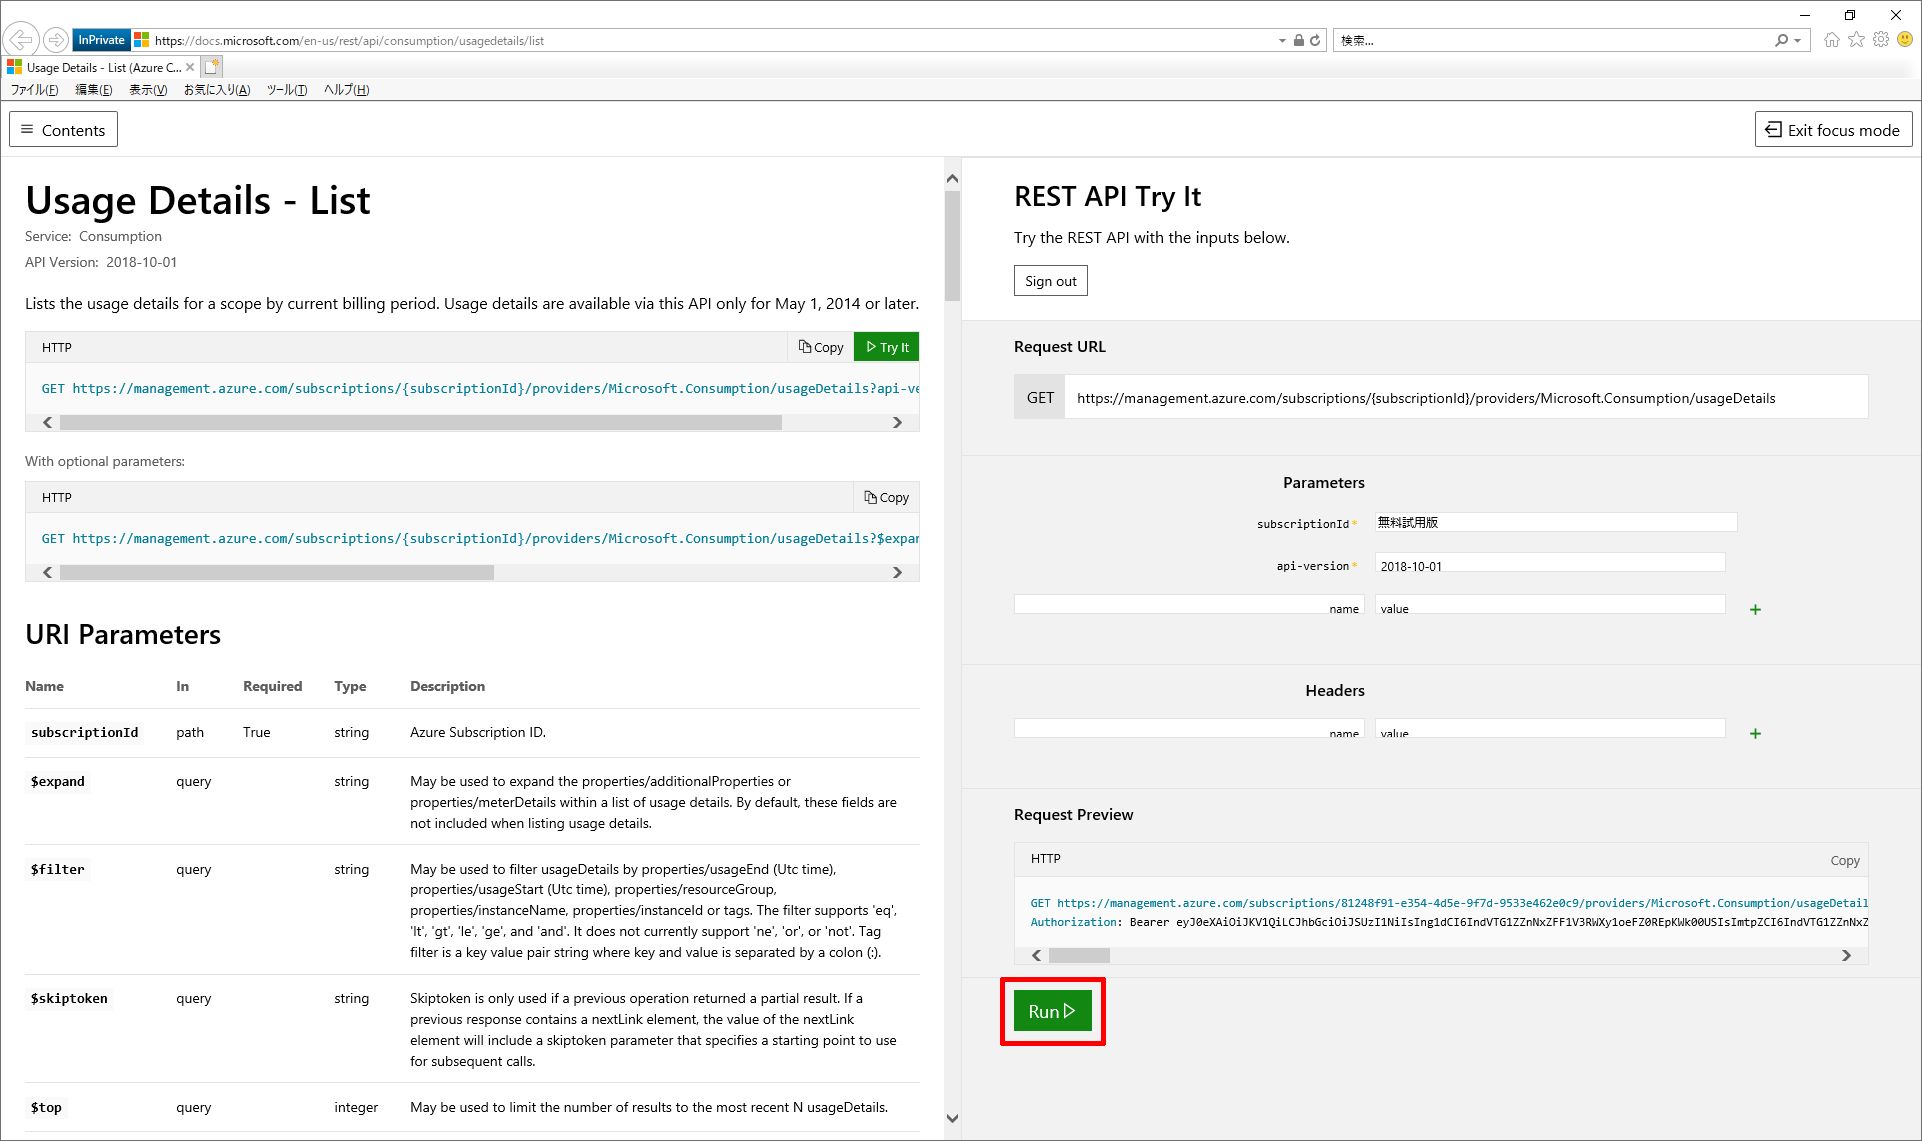 InPrivate https://docs.microsoft.com/en-us/rest/api/consumption/usagedetails/list 検索...
Usage Details - List (Azure C...
ファイル(F) 編集(E) 表示(V) お気に入り(A) ツール(T) ヘルプ(H)
Contents
Exit focus mode
Usage Details - List
Service: Consumption
API Version: 2018-10-01
Lists the usage details for a scope by current billing period. Usage details are available via this API only for May 1, 2014 or later.
HTTP Copy Try It
GET https://management.azure.com/subscriptions/{subscriptionId}/providers/Microsoft.Consumption/usageDetails?api-ve
With optional parameters:
HTTP Copy
GET https://management.azure.com/subscriptions/{subscriptionId}/providers/Microsoft.Consumption/usageDetails?$expan
URI Parameters
Name In Required Type Description
subscriptionId path True string Azure Subscription ID.
$expand query string May be used to expand the properties/additionalProperties or
properties/meterDetails within a list of usage details. By default, these fields are
not included when listing usage details.
$filter query string May be used to filter usageDetails by properties/usageEnd (Utc time),
properties/usageStart (Utc time), properties/resourceGroup,
properties/instanceName, properties/instanceId or tags. The filter supports 'eq',
'lt', 'gt', 'le', 'ge', and 'and'. It does not currently support 'ne', 'or', or 'not'. Tag
filter is a key value pair string where key and value is separated by a colon (:).
$skiptoken query string Skiptoken is only used if a previous operation returned a partial result. If a
previous response contains a nextLink element, the value of the nextLink
element will include a skiptoken parameter that specifies a starting point to use
for subsequent calls.
$top query integer May be used to limit the number of results to the most recent N usageDetails.
REST API Try It
Try the REST API with the inputs below.
Sign out
Request URL
GET https://management.azure.com/subscriptions/{subscriptionId}/providers/Microsoft.Consumption/usageDetails
Parameters
subscriptionId* 無料試用版
api-version* 2018-10-01
name value +
Headers
name value +
Request Preview
HTTP Copy
GET https://management.azure.com/subscriptions/81248f91-e354-4d5e-9f7d-9533e462e0c9/providers/Microsoft.Consumption/usageDetail
Authorization: Bearer eyJ0eXAiOiJKV1QiLCJhbGciOiJSUzI1NiIsIng1dCI6IndVTG1ZZnNxZFF1V3RWXy1oeFZ0REpKWk00USIsImtpZCI6IndVTG1ZZnNxZ
Run